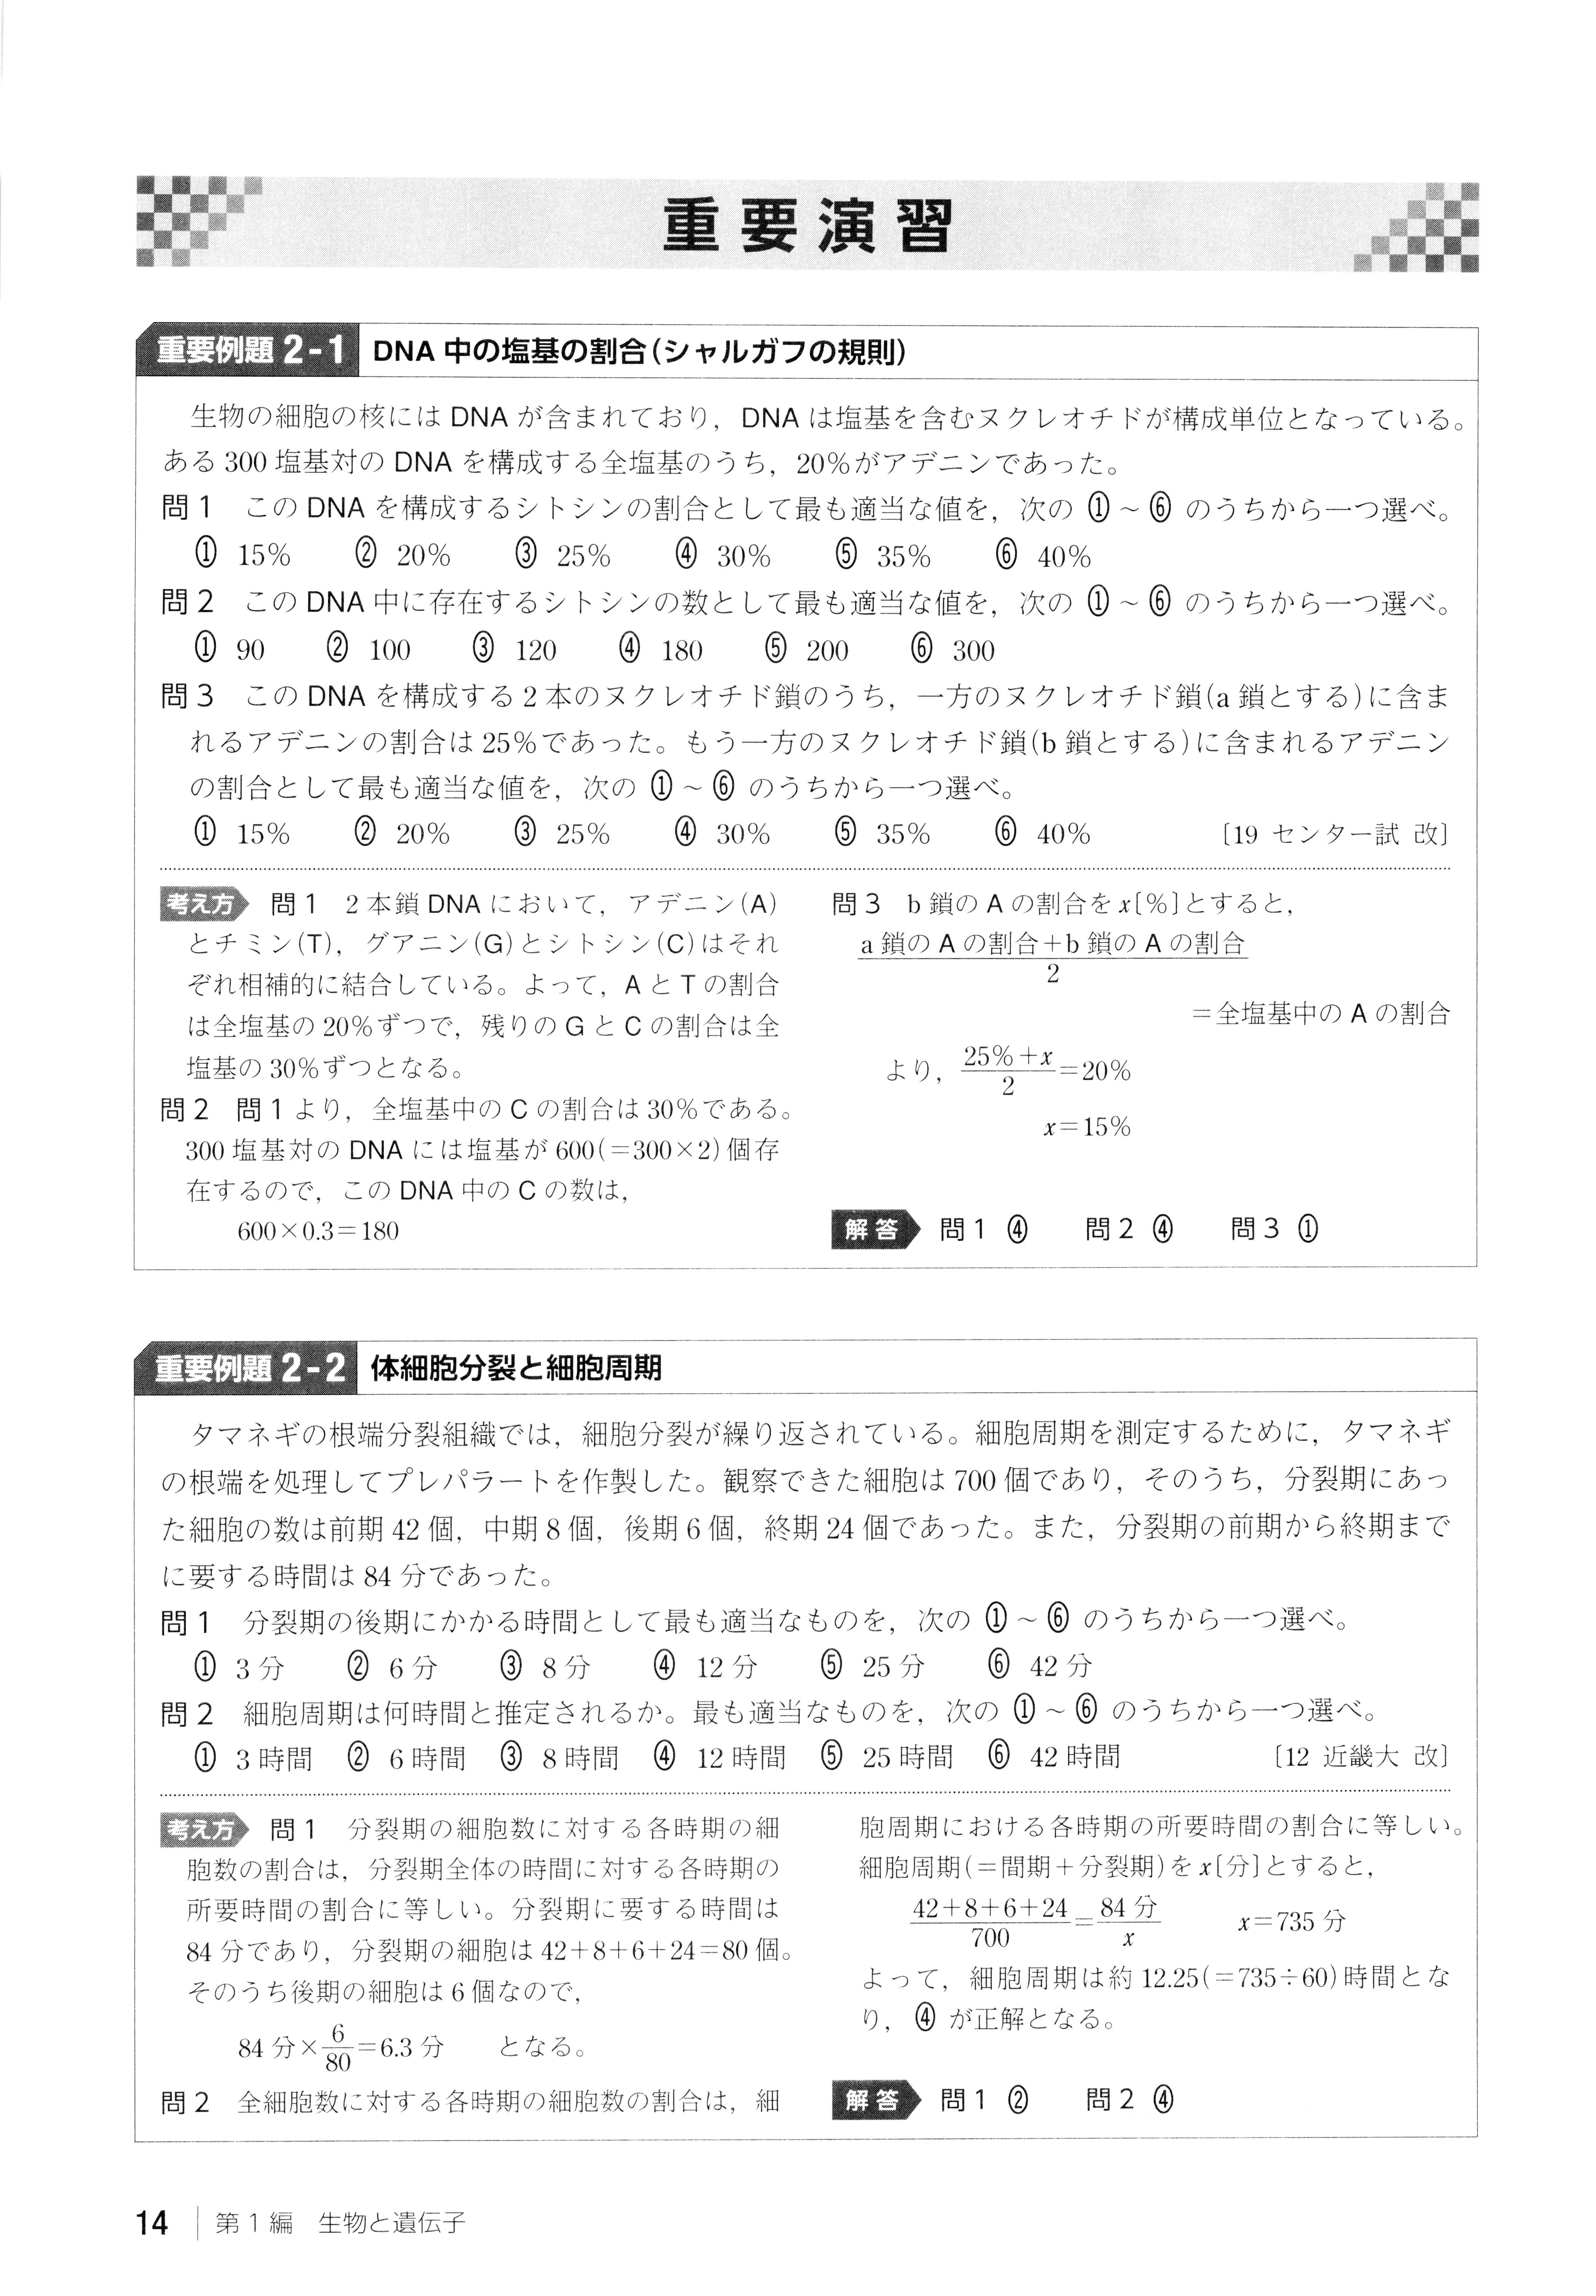 重要演習
重要例題 2-1 DNA 中の塩基の割合(シャルガフの規則)
生物の細胞の核には DNA が含まれており，DNA は塩基を含むヌクレオチドが構成単位となっている。
ある 300 塩基対の DNA を構成する全塩基のうち，20％がアデニンであった。
問1 この DNA を構成するシトシンの割合として最も適当な値を，次の ①～⑥ のうちから一つ選べ。
① 15% ② 20% ③ 25% ④ 30% ⑤ 35% ⑥ 40%
問2 この DNA 中に存在するシトシンの数として最も適当な値を，次の ①～⑥ のうちから一つ選べ。
① 90 ② 100 ③ 120 ④ 180 ⑤ 200 ⑥ 300
問3 この DNA を構成する 2 本のヌクレオチド鎖のうち，一方のヌクレオチド鎖(a 鎖とする)に含ま
れるアデニンの割合は 25％であった。もう一方のヌクレオチド鎖(b 鎖とする)に含まれるアデニン
の割合として最も適当な値を，次の ①～⑥ のうちから一つ選べ。
① 15% ② 20% ③ 25% ④ 30% ⑤ 35% ⑥ 40% 〔19 センター試 改〕
考え方 問1 2 本鎖 DNA において，アデニン(A)
とチミン(T)，グアニン(G)とシトシン(C)はそれ
ぞれ相補的に結合している。よって，A と T の割合
は全塩基の 20％ずつで，残りの G と C の割合は全
塩基の 30％ずつとなる。
問2 問1より，全塩基中の C の割合は 30％である。
300 塩基対の DNA には塩基が 600(＝300×2)個存
在するので，この DNA 中の C の数は，
600×0.3＝180
問3 b 鎖の A の割合を x〔%〕とすると，
a 鎖の A の割合＋b 鎖の A の割合
2
＝全塩基中の A の割合
より， 25%＋x / 2 ＝20%
x＝15%
解答 問1 ④ 問2 ④ 問3 ①
重要例題 2-2 体細胞分裂と細胞周期
タマネギの根端分裂組織では，細胞分裂が繰り返されている。細胞周期を測定するために，タマネギ
の根端を処理してプレパラートを作製した。観察できた細胞は 700 個であり，そのうち，分裂期にあっ
た細胞の数は前期 42 個，中期 8 個，後期 6 個，終期 24 個であった。また，分裂期の前期から終期まで
に要する時間は 84 分であった。
問1 分裂期の後期にかかる時間として最も適当なものを，次の ①～⑥ のうちから一つ選べ。
① 3 分 ② 6 分 ③ 8 分 ④ 12 分 ⑤ 25 分 ⑥ 42 分
問2 細胞周期は何時間と推定されるか。最も適当なものを，次の ①～⑥ のうちから一つ選べ。
① 3 時間 ② 6 時間 ③ 8 時間 ④ 12 時間 ⑤ 25 時間 ⑥ 42 時間 〔12 近畿大 改〕
考え方 問1 分裂期の細胞数に対する各時期の細
胞数の割合は，分裂期全体の時間に対する各時期の
所要時間の割合に等しい。分裂期に要する時間は
84 分であり，分裂期の細胞は 42＋8＋6＋24＝80 個。
そのうち後期の細胞は 6 個なので，
84 分×6/80＝6.3 分 となる。
問2 全細胞数に対する各時期の細胞数の割合は，細
胞周期における各時期の所要時間の割合に等しい。
細胞周期(＝間期＋分裂期)を x〔分〕とすると，
42＋8＋6＋24 / 700 ＝ 84 分 / x x＝735 分
よって，細胞周期は約 12.25(＝735÷60)時間とな
り，④ が正解となる。
解答 問1 ② 問2 ④
14 第 1 編 生物と遺伝子